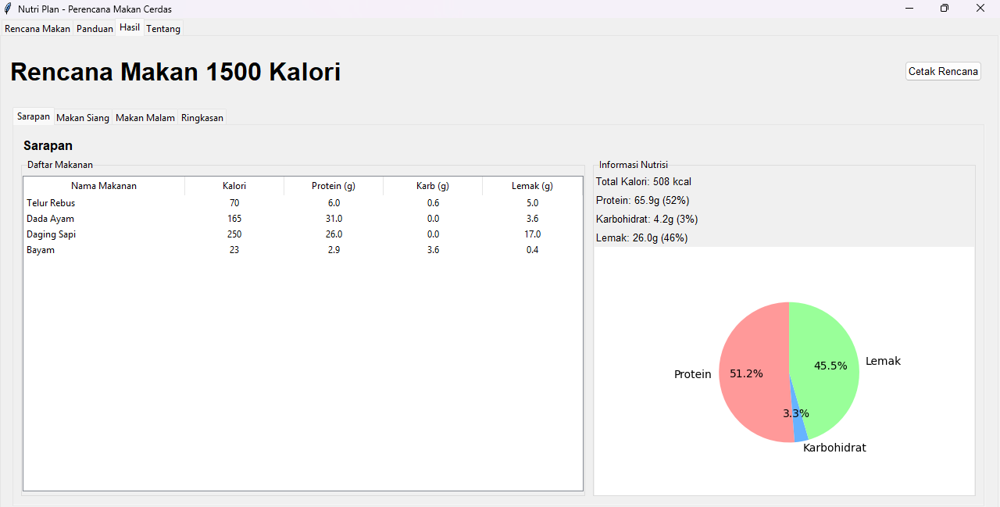 Nutri Plan - Perencana Makan Cerdas
Rencana Makan Panduan Hasil Tentang
Rencana Makan 1500 Kalori
Cetak Rencana
Sarapan Makan Siang Makan Malam Ringkasan
Sarapan
Daftar Makanan
Nama Makanan Kalori Protein (g) Karb (g) Lemak (g)
Telur Rebus 70 6.0 0.6 5.0
Dada Ayam 165 31.0 0.0 3.6
Daging Sapi 250 26.0 0.0 17.0
Bayam 23 2.9 3.6 0.4
Informasi Nutrisi
Total Kalori: 508 kcal
Protein: 65.9g (52%)
Karbohidrat: 4.2g (3%)
Lemak: 26.0g (46%)
Lemak
45.5%
Protein
51.2%
3.3%
Karbohidrat